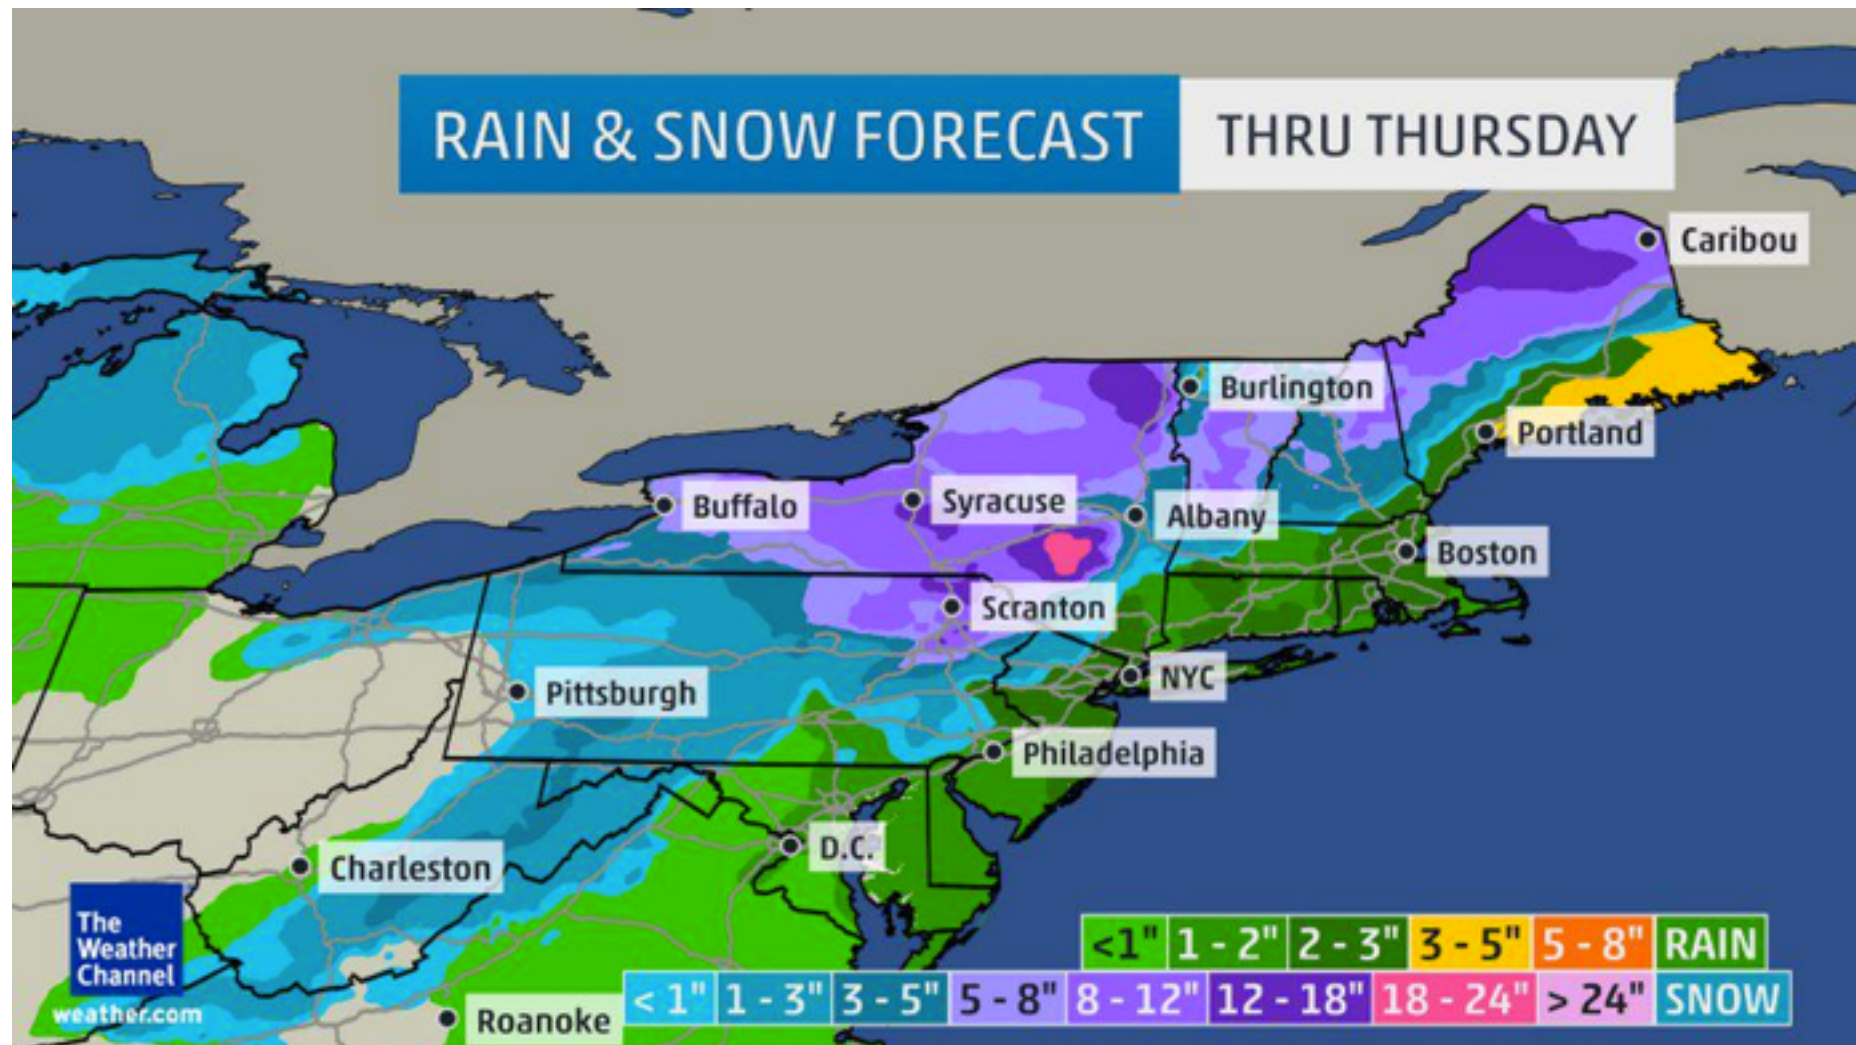 RAIN & SNOW FORECAST THRU THURSDAY
Caribou
Burlington
Portland
Buffalo
Syracuse
Albany
Boston
Scranton
NYC
Pittsburgh
Philadelphia
D.C.
Charleston
The
Weather
Channel
weather.com
Roanoke
<1" 1 - 2" 2 - 3" 3 - 5" 5 - 8" RAIN
< 1" 1 - 3" 3 - 5" 5 - 8" 8 - 12" 12 - 18" 18 - 24" > 24" SNOW